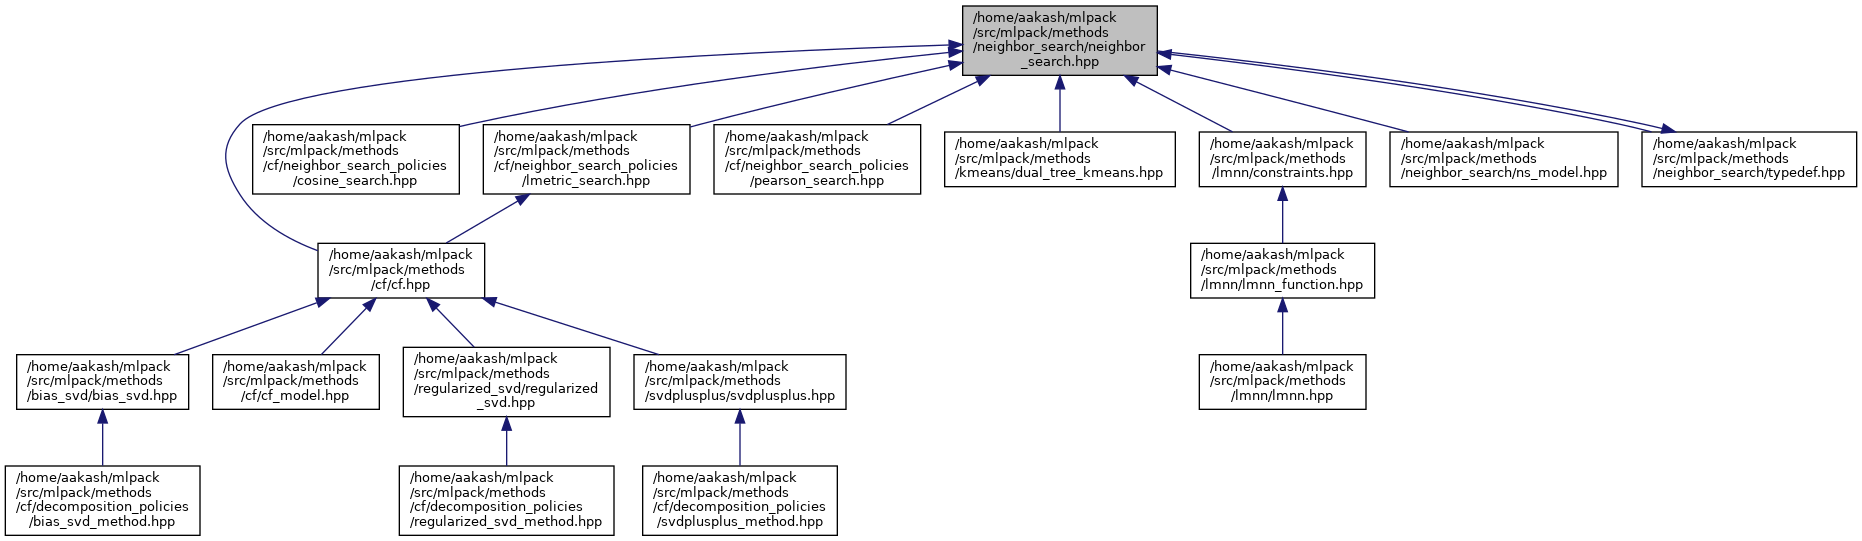 /home/aakash/mlpack
/src/mlpack/methods
/neighbor_search/neighbor
_search.hpp
/home/aakash/mlpack
/src/mlpack/methods
/cf/neighbor_search_policies
/cosine_search.hpp
/home/aakash/mlpack
/src/mlpack/methods
/cf/neighbor_search_policies
/lmetric_search.hpp
/home/aakash/mlpack
/src/mlpack/methods
/cf/neighbor_search_policies
/pearson_search.hpp
/home/aakash/mlpack
/src/mlpack/methods
/kmeans/dual_tree_kmeans.hpp
/home/aakash/mlpack
/src/mlpack/methods
/lmnn/constraints.hpp
/home/aakash/mlpack
/src/mlpack/methods
/neighbor_search/ns_model.hpp
/home/aakash/mlpack
/src/mlpack/methods
/neighbor_search/typedef.hpp
/home/aakash/mlpack
/src/mlpack/methods
/cf/cf.hpp
/home/aakash/mlpack
/src/mlpack/methods
/lmnn/lmnn_function.hpp
/home/aakash/mlpack
/src/mlpack/methods
/bias_svd/bias_svd.hpp
/home/aakash/mlpack
/src/mlpack/methods
/cf/cf_model.hpp
/home/aakash/mlpack
/src/mlpack/methods
/regularized_svd/regularized
_svd.hpp
/home/aakash/mlpack
/src/mlpack/methods
/svdplusplus/svdplusplus.hpp
/home/aakash/mlpack
/src/mlpack/methods
/lmnn/lmnn.hpp
/home/aakash/mlpack
/src/mlpack/methods
/cf/decomposition_policies
/bias_svd_method.hpp
/home/aakash/mlpack
/src/mlpack/methods
/cf/decomposition_policies
/regularized_svd_method.hpp
/home/aakash/mlpack
/src/mlpack/methods
/cf/decomposition_policies
/svdplusplus_method.hpp